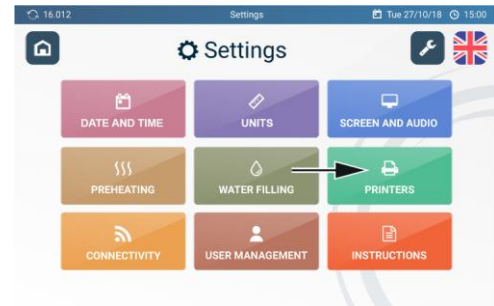 16.012 Settings Tue 27/10/18 15:00
Settings
DATE AND TIME UNITS SCREEN AND AUDIO
PREHEATING WATER FILLING PRINTERS
CONNECTIVITY USER MANAGEMENT INSTRUCTIONS